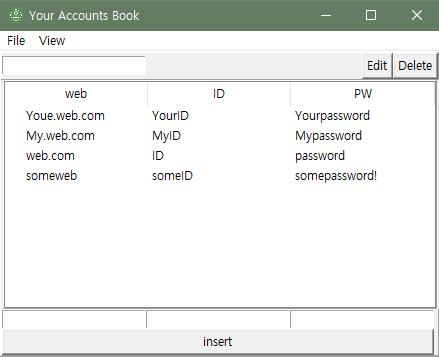 Your Accounts Book
File View
Edit Delete
web ID PW
Youe.web.com YourID Yourpassword
My.web.com MyID Mypassword
web.com ID password
someweb someID somepassword!
insert